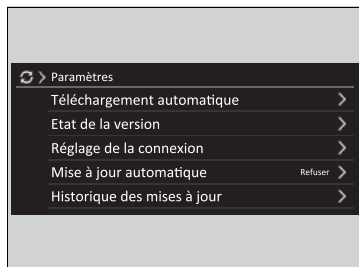 Paramètres
Téléchargement automatique
Etat de la version
Réglage de la connexion
Mise à jour automatique Refuser
Historique des mises à jour